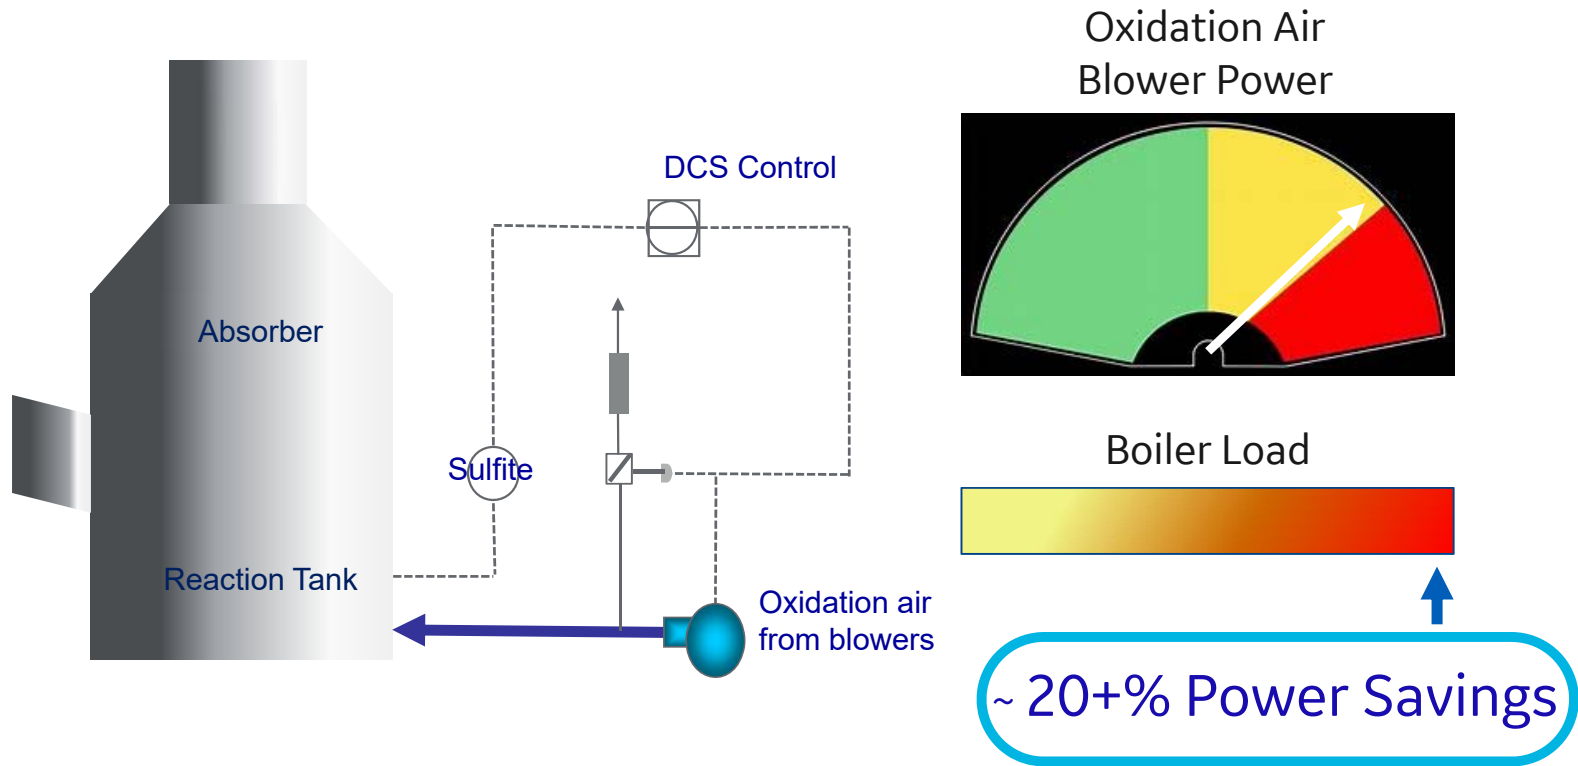 Oxidation Air
Blower Power
DCS Control
Absorber
Boiler Load
Sulfite
Reaction Tank
Oxidation air
from blowers
~ 20+% Power Savings